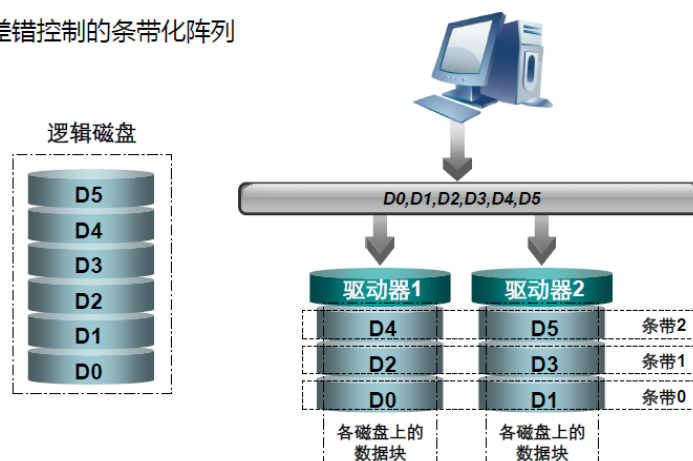 差错控制的条带化阵列
逻辑磁盘
D5
D4
D3
D2
D1
D0
D0,D1,D2,D3,D4,D5
驱动器1
驱动器2
D4
D5
条带2
D2
D3
条带1
D0
D1
条带0
各磁盘上的
数据块
各磁盘上的
数据块